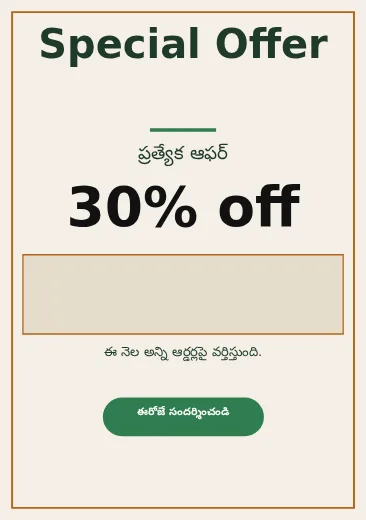 Special Offer
ప్రత్యేక ఆఫర్
30% off
ఈ నెల అన్ని ఆర్డర్లపై వర్తిస్తుంది.
ఈరోజే సందర్శించండి